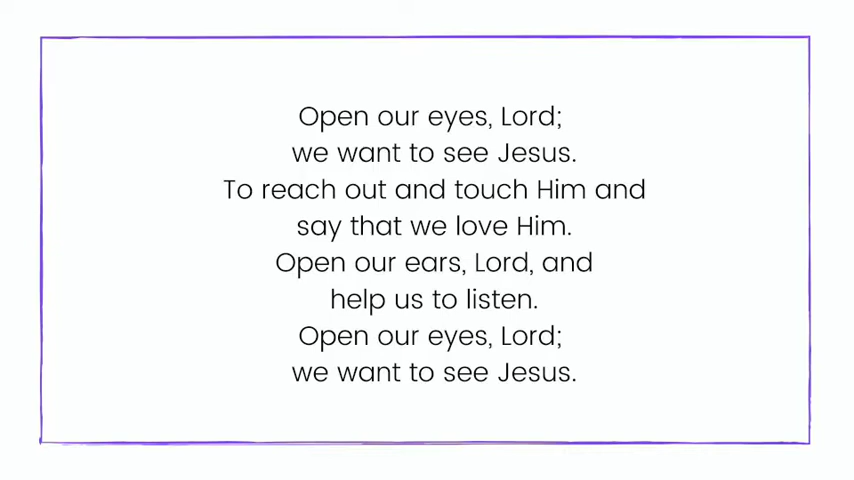 Open our eyes, Lord;
we want to see Jesus.
To reach out and touch Him and
say that we love Him.
Open our ears, Lord, and
help us to listen.
Open our eyes, Lord;
we want to see Jesus.